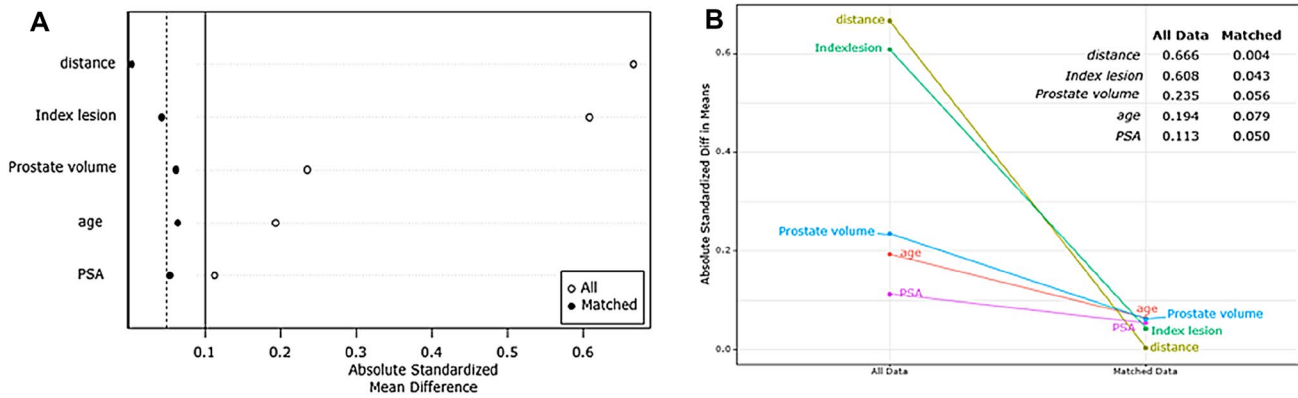 A
distance
Index lesion
Prostate volume
age
PSA
All
Matched
0.1 0.2 0.3 0.4 0.5 0.6
Absolute Standardized
Mean Difference
B
Absolute Standardized Diff in Means
0.6
0.4
0.2
0.0
distance
Indexlesion
Prostate volume
age
PSA
All Data Matched
distance 0.666 0.004
Index lesion 0.608 0.043
Prostate volume 0.235 0.056
age 0.194 0.079
PSA 0.113 0.050
age
Prostate volume
PSA
Index lesion
distance
All Data Matched Data